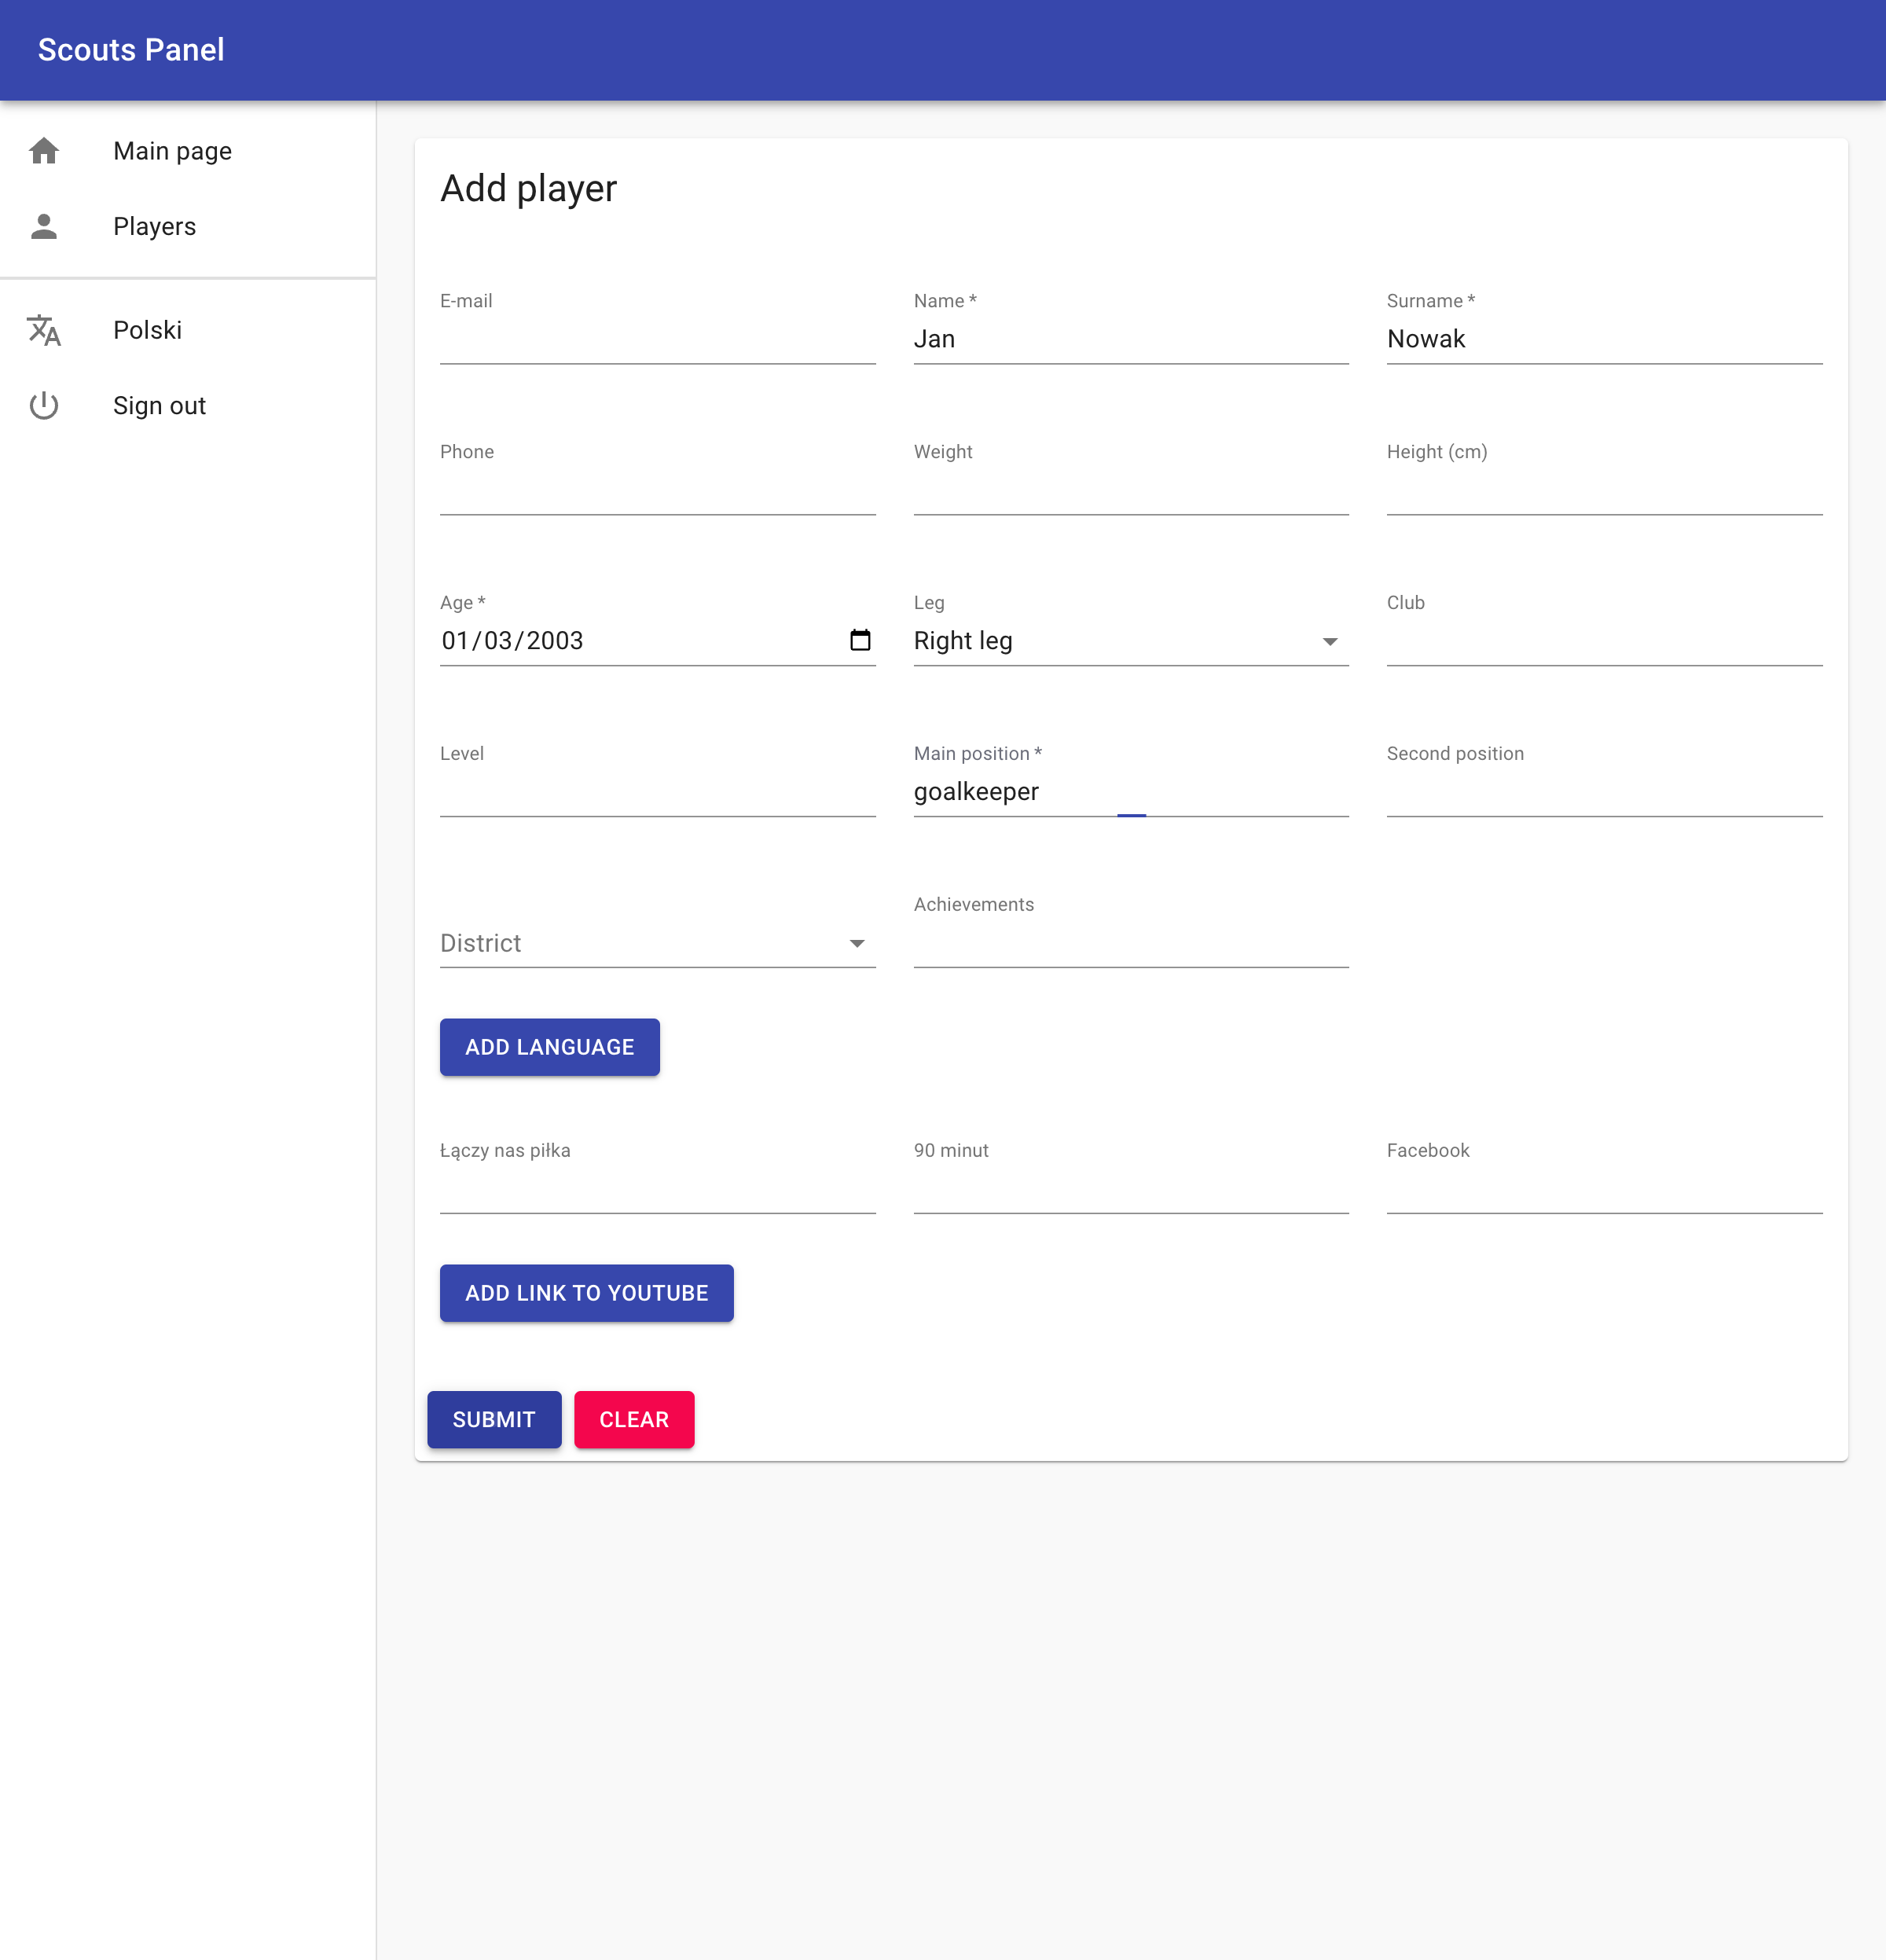 Scouts Panel
Main page
Players
Polski
Sign out
Add player
E-mail
Name *
Jan
Surname *
Nowak
Phone
Weight
Height (cm)
Age *
01/03/2003
Leg
Right leg
Club
Level
Main position *
goalkeeper
Second position
District
Achievements
ADD LANGUAGE
Łączy nas piłka
90 minut
Facebook
ADD LINK TO YOUTUBE
SUBMIT
CLEAR